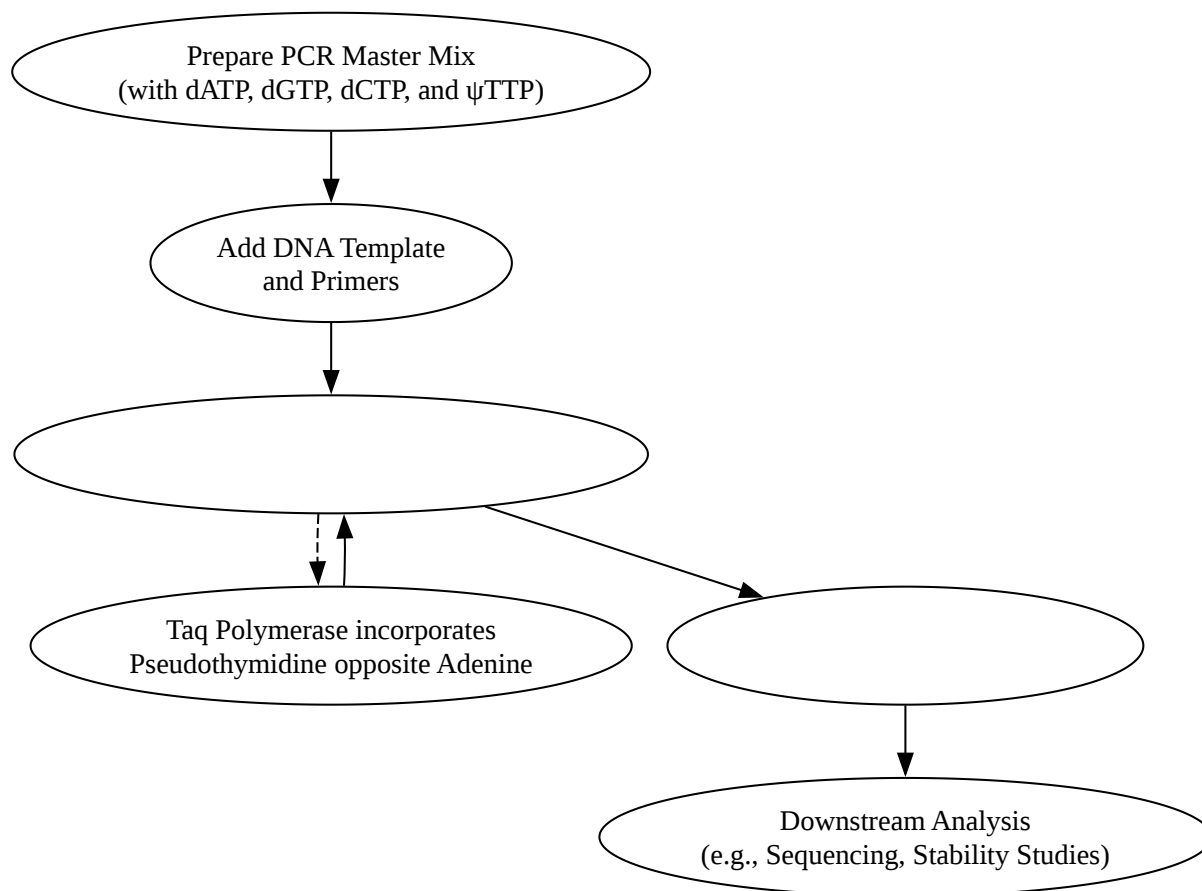 Prepare PCR Master Mix
(with dATP, dGTP, dCTP, and ψTTP)
Add DNA Template
and Primers
Taq Polymerase incorporates
Pseudothymidine opposite Adenine
Downstream Analysis
(e.g., Sequencing, Stability Studies)